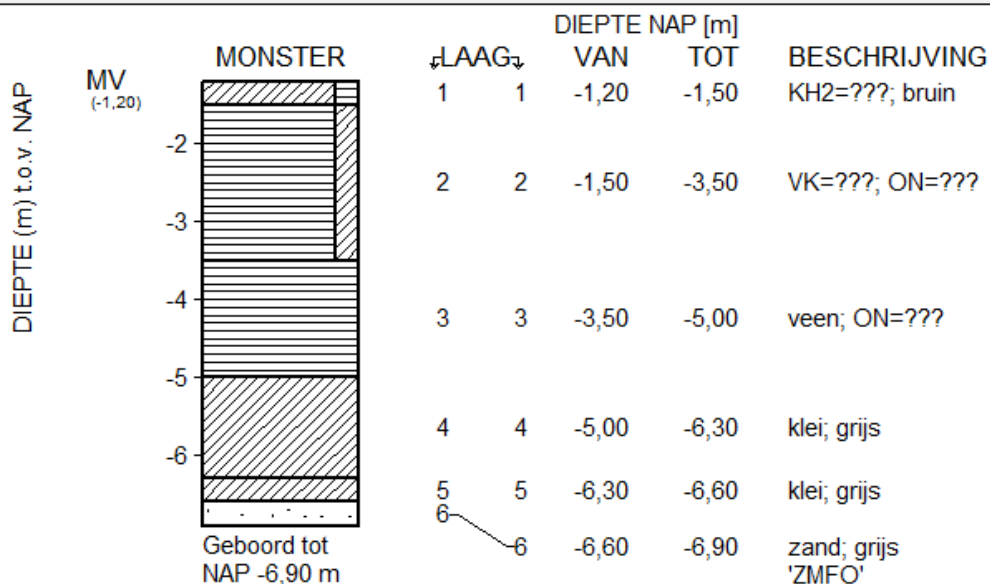 DIEPTE NAP [m]
MONSTER LAAG VAN TOT BESCHRIJVING
DIEPTE (m) t.o.v. NAP
MV
(-1,20)
1 1 -1,20 -1,50 KH2=???; bruin
-2
2 2 -1,50 -3,50 VK=???; ON=???
-3
-4
3 3 -3,50 -5,00 veen; ON=???
-5
4 4 -5,00 -6,30 klei; grijs
-6
5 5 -6,30 -6,60 klei; grijs
6
6 -6,60 -6,90 zand; grijs
'ZMFO'
Geboord tot
NAP -6,90 m